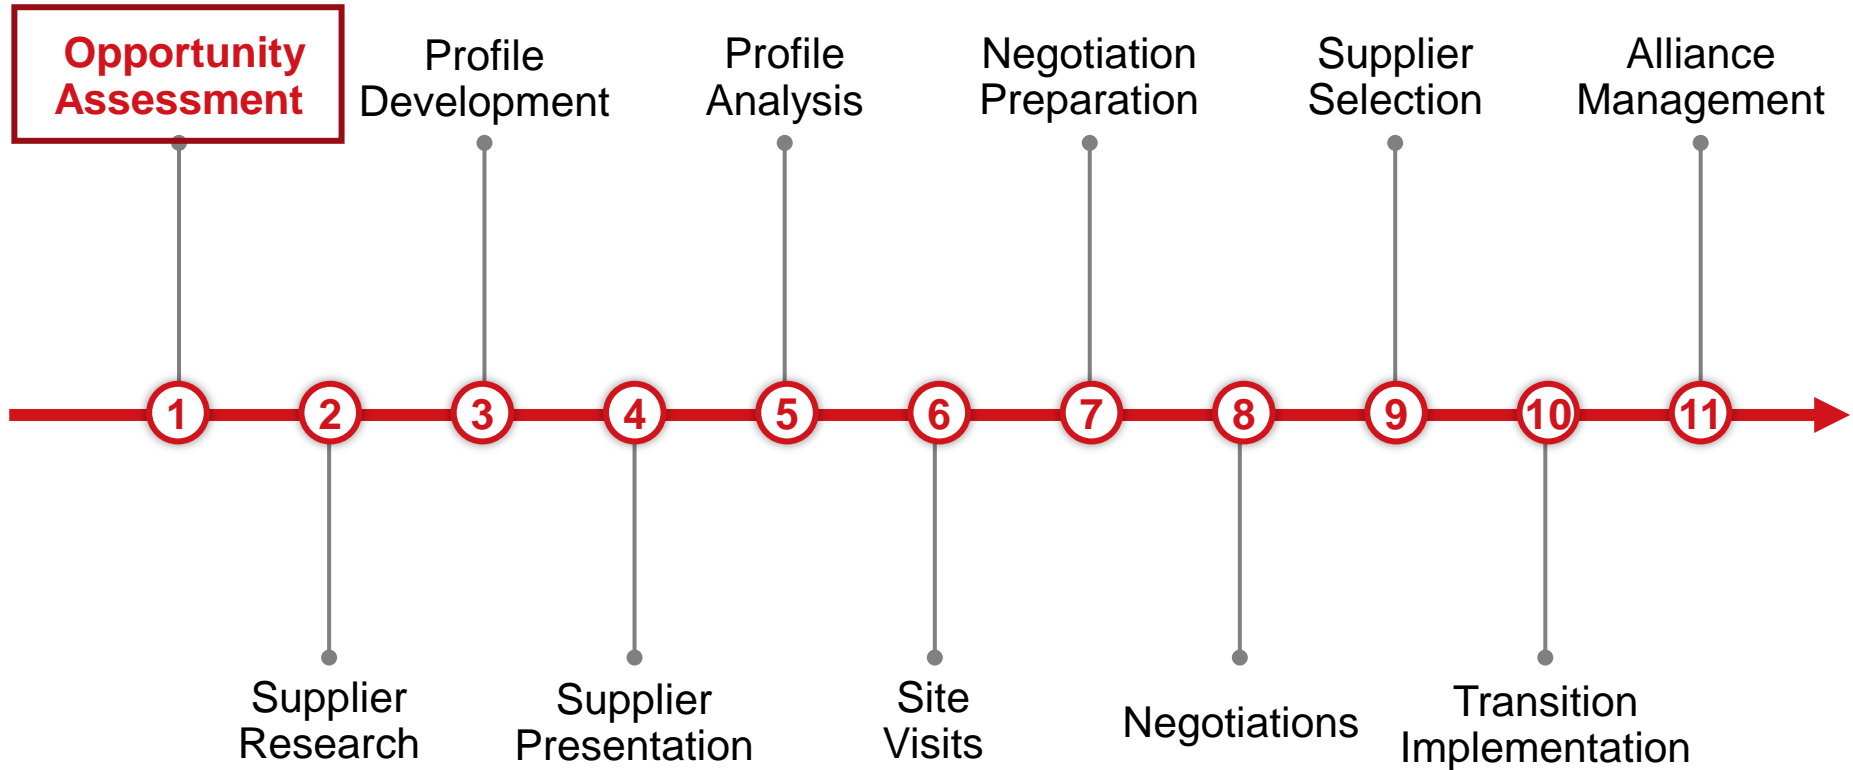 Opportunity
Assessment
Profile
Development
Profile
Analysis
Negotiation
Preparation
Supplier
Selection
Alliance
Management
1
2
3
4
5
6
7
8
9
10
11
Supplier
Research
Supplier
Presentation
Site
Visits
Negotiations
Transition
Implementation